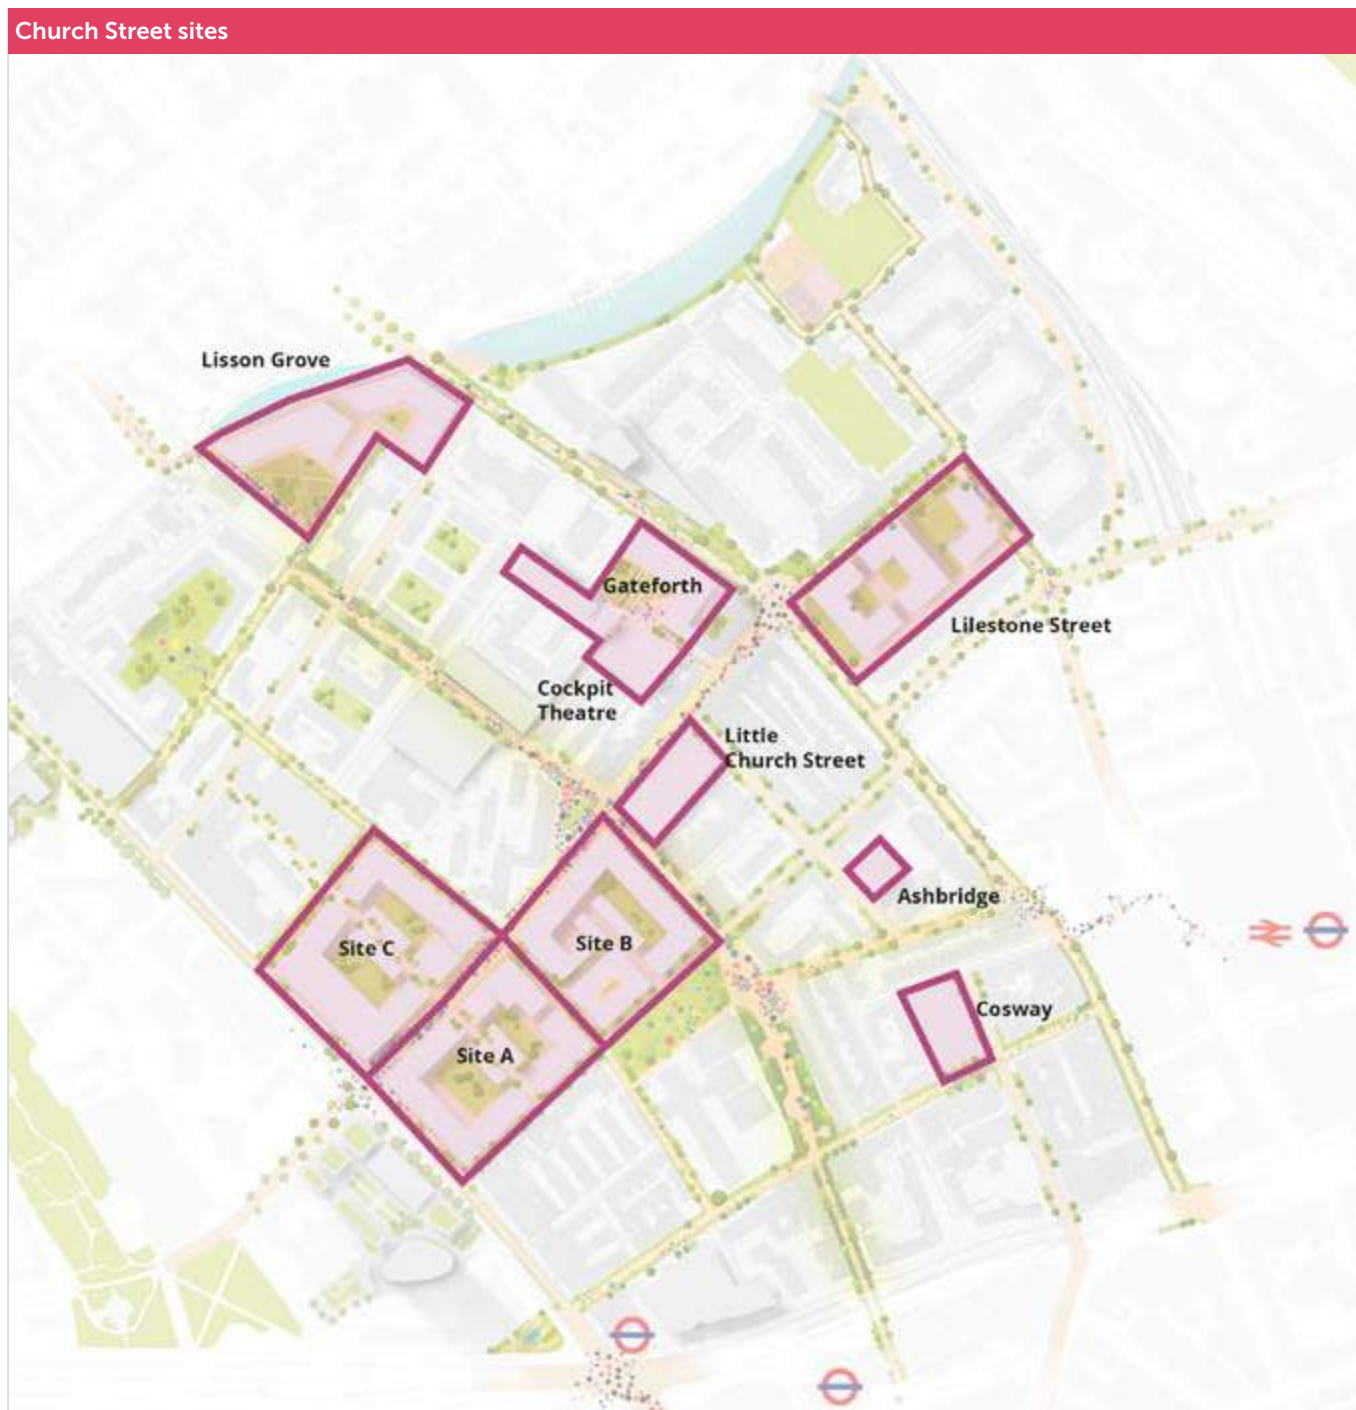 Church Street sites
Lisson Grove
Gateforth
Lilestone Street
Cockpit
Theatre
Little
Church Street
Ashbridge
Site C
Site B
Cosway
Site A